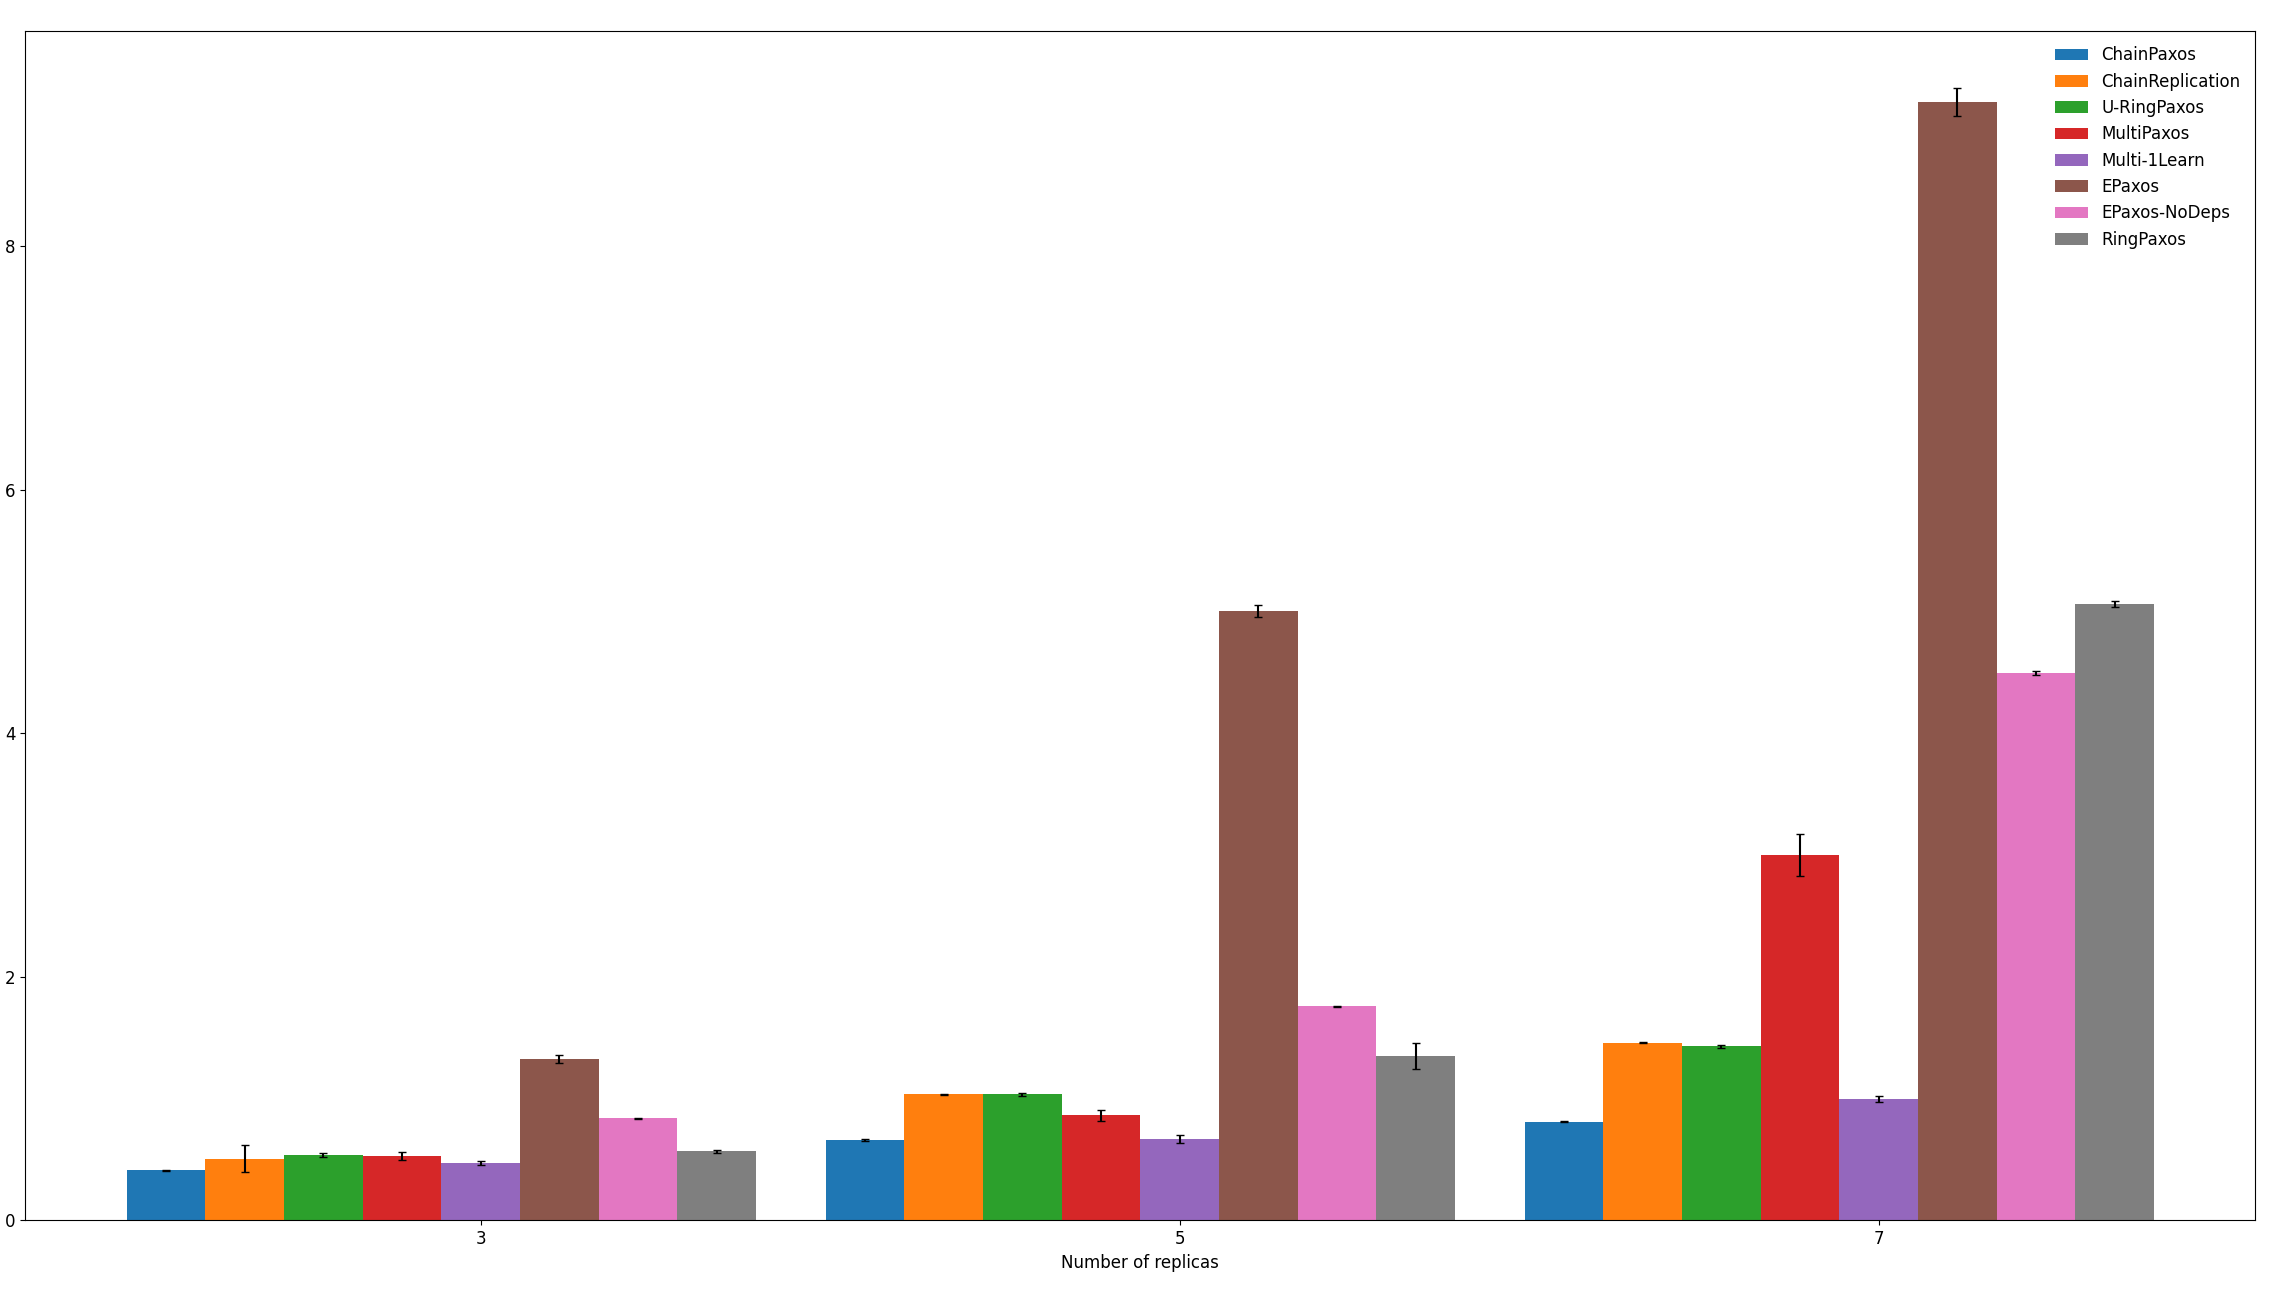 ChainPaxos
ChainReplication
U-RingPaxos
MultiPaxos
Multi-1Learn
EPaxos
EPaxos-NoDeps
RingPaxos
8
6
4
2
0
3 5 7
Number of replicas